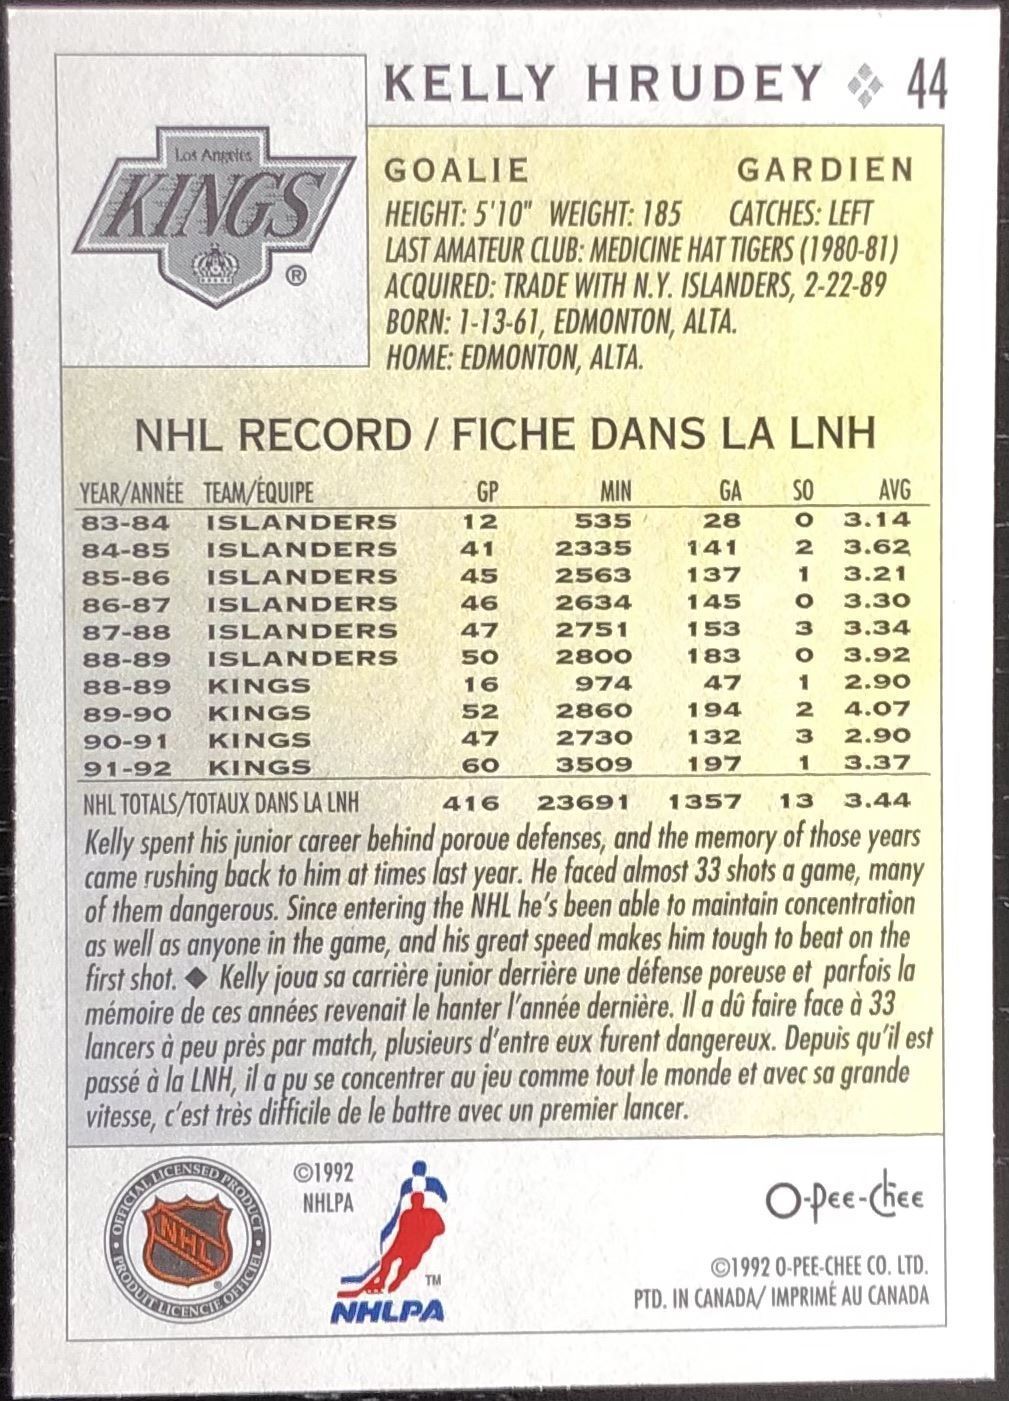 KELLY HRUDEY 44
Los Angeles
KINGS
®
GOALIE GARDIEN
HEIGHT: 5'10" WEIGHT: 185 CATCHES: LEFT
LAST AMATEUR CLUB: MEDICINE HAT TIGERS (1980-81)
ACQUIRED: TRADE WITH N.Y. ISLANDERS, 2-22-89
BORN: 1-13-61, EDMONTON, ALTA.
HOME: EDMONTON, ALTA.
NHL RECORD / FICHE DANS LA LNH
YEAR/ANNÉE TEAM/ÉQUIPE GP MIN GA SO AVG
83-84 ISLANDERS 12 535 28 0 3.14
84-85 ISLANDERS 41 2335 141 2 3.62
85-86 ISLANDERS 45 2563 137 1 3.21
86-87 ISLANDERS 46 2634 145 0 3.30
87-88 ISLANDERS 47 2751 153 3 3.34
88-89 ISLANDERS 50 2800 183 0 3.92
88-89 KINGS 16 974 47 1 2.90
89-90 KINGS 52 2860 194 2 4.07
90-91 KINGS 47 2730 132 3 2.90
91-92 KINGS 60 3509 197 1 3.37
NHL TOTALS/TOTAUX DANS LA LNH 416 23691 1357 13 3.44
Kelly spent his junior career behind poroue defenses, and the memory of those years
came rushing back to him at times last year. He faced almost 33 shots a game, many
of them dangerous. Since entering the NHL he's been able to maintain concentration
as well as anyone in the game, and his great speed makes him tough to beat on the
first shot. ◆ Kelly joua sa carrière junior derrière une défense poreuse et parfois la
mémoire de ces années revenait le hanter l'année dernière. Il a dû faire face à 33
lancers à peu près par match, plusieurs d'entre eux furent dangereux. Depuis qu'il est
passé à la LNH, il a pu se concentrer au jeu comme tout le monde et avec sa grande
vitesse, c'est très difficile de le battre avec un premier lancer.
OFFICIAL LICENSED PRODUCT
NHL
®
PRODUIT LICENCIE OFFICIEL
©1992
NHLPA
TM
NHLPA
O-Pee-Chee
©1992 O-PEE-CHEE CO. LTD.
PTD. IN CANADA/ IMPRIMÉ AU CANADA